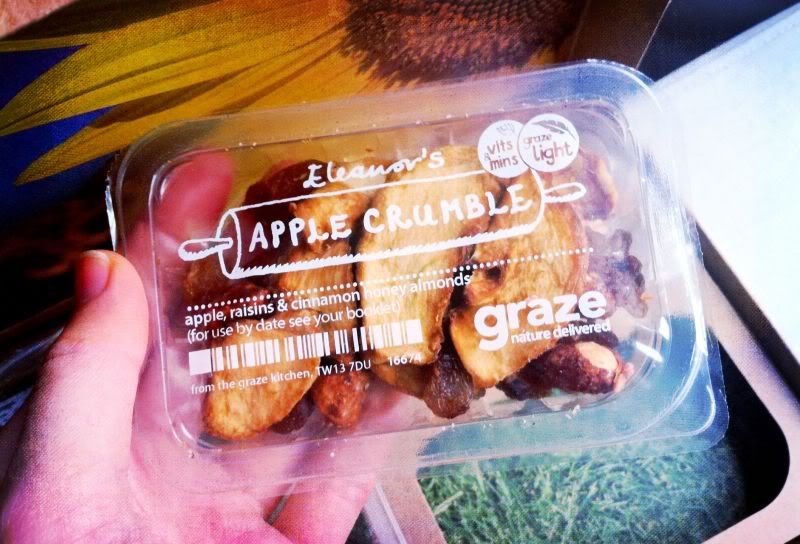 Eleanor's
APPLE CRUMBLE
vits
& mins
graze
light
apple, raisins & cinnamon honey almonds
(for use by date see your booklet)
graze
nature delivered
16674
from the graze kitchen, TW13 7DU